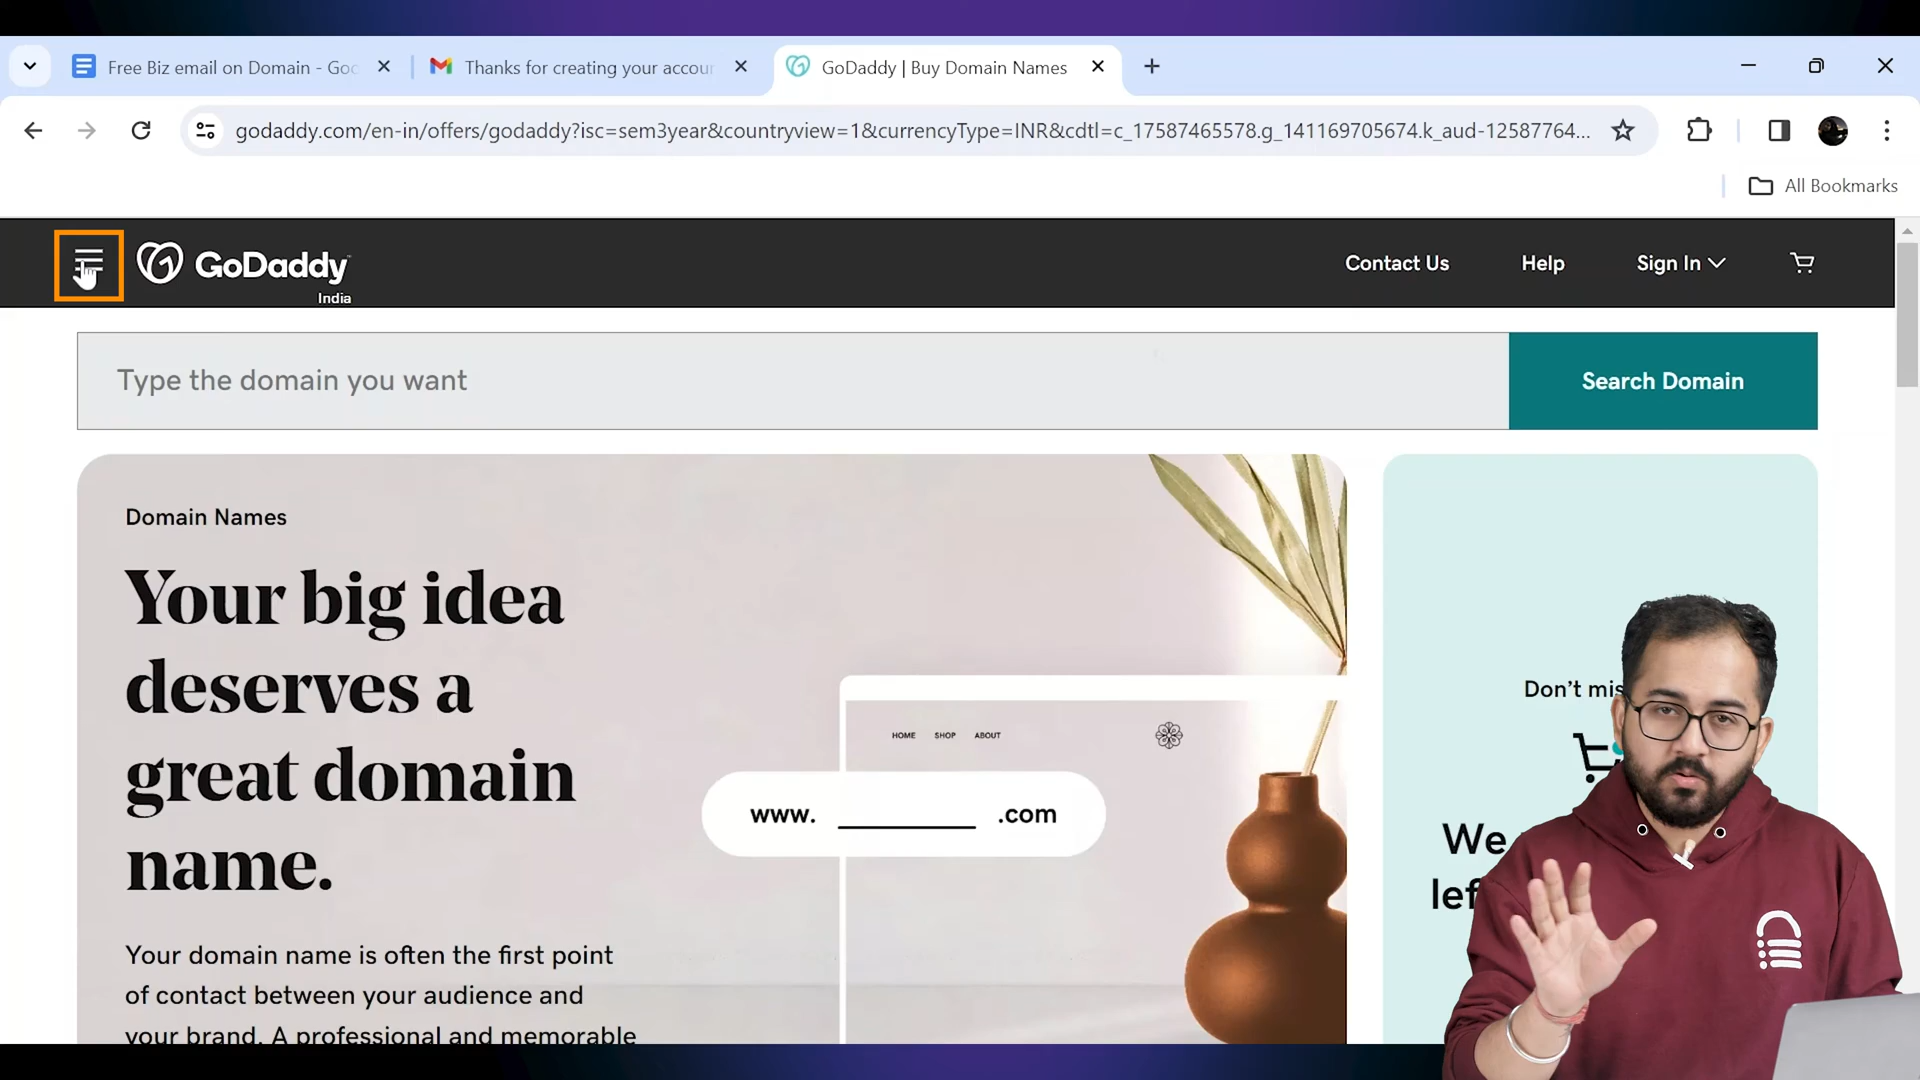 Free Biz email on Domain - Goo
Thanks for creating your accour
GoDaddy | Buy Domain Names
godaddy.com/en-in/offers/godaddy?isc=sem3year&countryview=1&currencyType=INR&cdtl=c_17587465578.g_141169705674.k_aud-12587764...
All Bookmarks
GoDaddy
India
Contact Us
Help
Sign In
Type the domain you want
Search Domain
Domain Names
Your big idea
deserves a
great domain
name.
Your domain name is often the first point
of contact between your audience and
your brand. A professional and memorable
HOME SHOP ABOUT
www. .com
Don't mis
We
lef